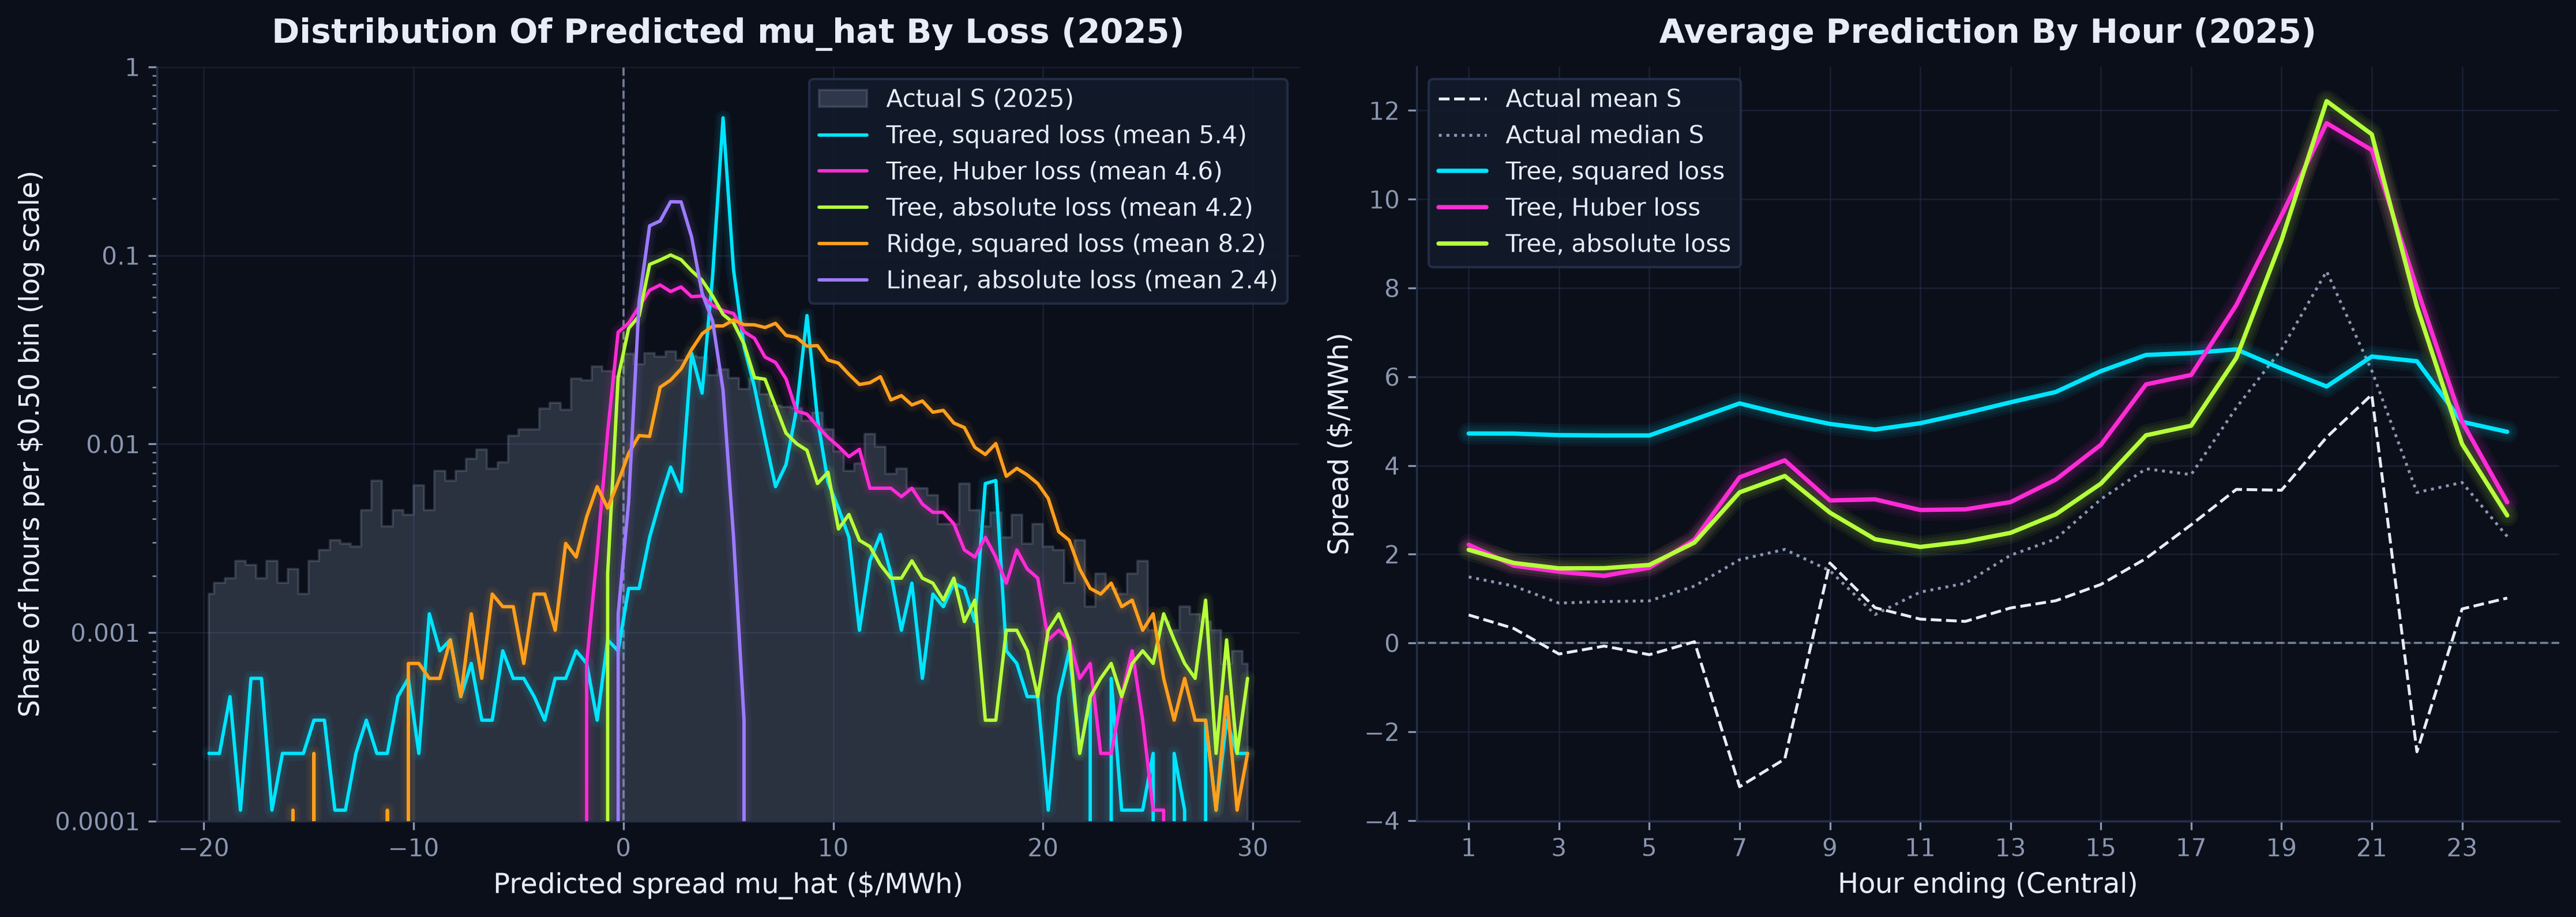 Distribution Of Predicted mu_hat By Loss (2025)
Share of hours per $0.50 bin (log scale)
1
0.1
0.01
0.001
0.0001
Actual S (2025)
Tree, squared loss (mean 5.4)
Tree, Huber loss (mean 4.6)
Tree, absolute loss (mean 4.2)
Ridge, squared loss (mean 8.2)
Linear, absolute loss (mean 2.4)
−20 −10 0 10 20 30
Predicted spread mu_hat ($/MWh)
Average Prediction By Hour (2025)
Spread ($/MWh)
12
10
8
6
4
2
0
−2
−4
Actual mean S
Actual median S
Tree, squared loss
Tree, Huber loss
Tree, absolute loss
1 3 5 7 9 11 13 15 17 19 21 23
Hour ending (Central)